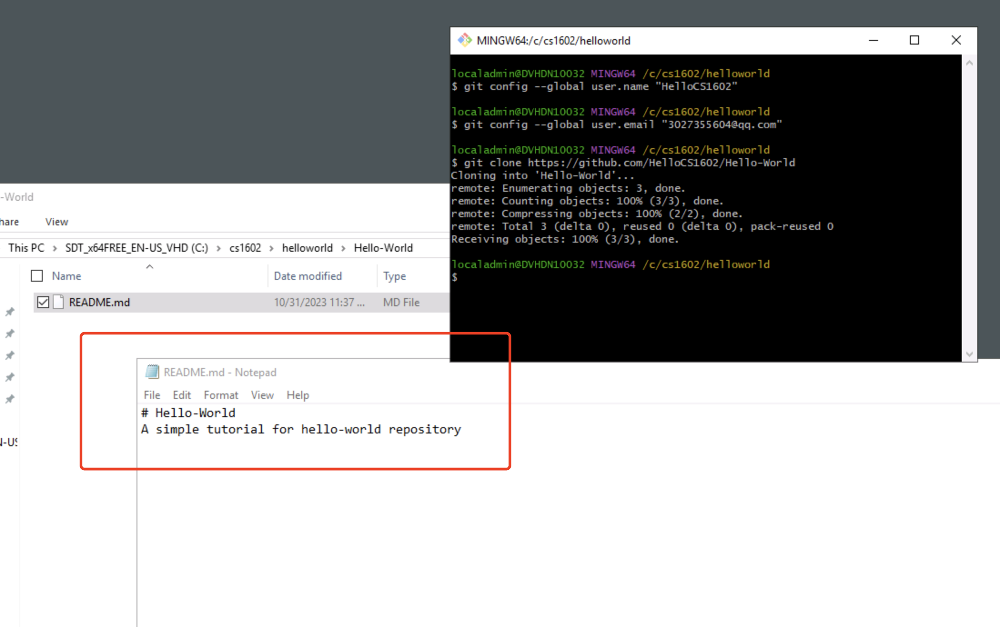 MINGW64:/c/cs1602/helloworld
localadmin@DVHDN10032 MINGW64 /c/cs1602/helloworld
$ git config --global user.name "HelloCS1602"
localadmin@DVHDN10032 MINGW64 /c/cs1602/helloworld
$ git config --global user.email "3027355604@qq.com"
localadmin@DVHDN10032 MINGW64 /c/cs1602/helloworld
$ git clone https://github.com/HelloCS1602/Hello-World
Cloning into 'Hello-World'...
remote: Enumerating objects: 3, done.
remote: Counting objects: 100% (3/3), done.
remote: Compressing objects: 100% (2/2), done.
remote: Total 3 (delta 0), reused 0 (delta 0), pack-reused 0
Receiving objects: 100% (3/3), done.
localadmin@DVHDN10032 MINGW64 /c/cs1602/helloworld
$
-World
hare View
This PC > SDT_x64FREE_EN-US_VHD (C:) > cs1602 > helloworld > Hello-World
Name Date modified Type
README.md 10/31/2023 11:37 ... MD File
README.md - Notepad
File Edit Format View Help
# Hello-World
A simple tutorial for hello-world repository